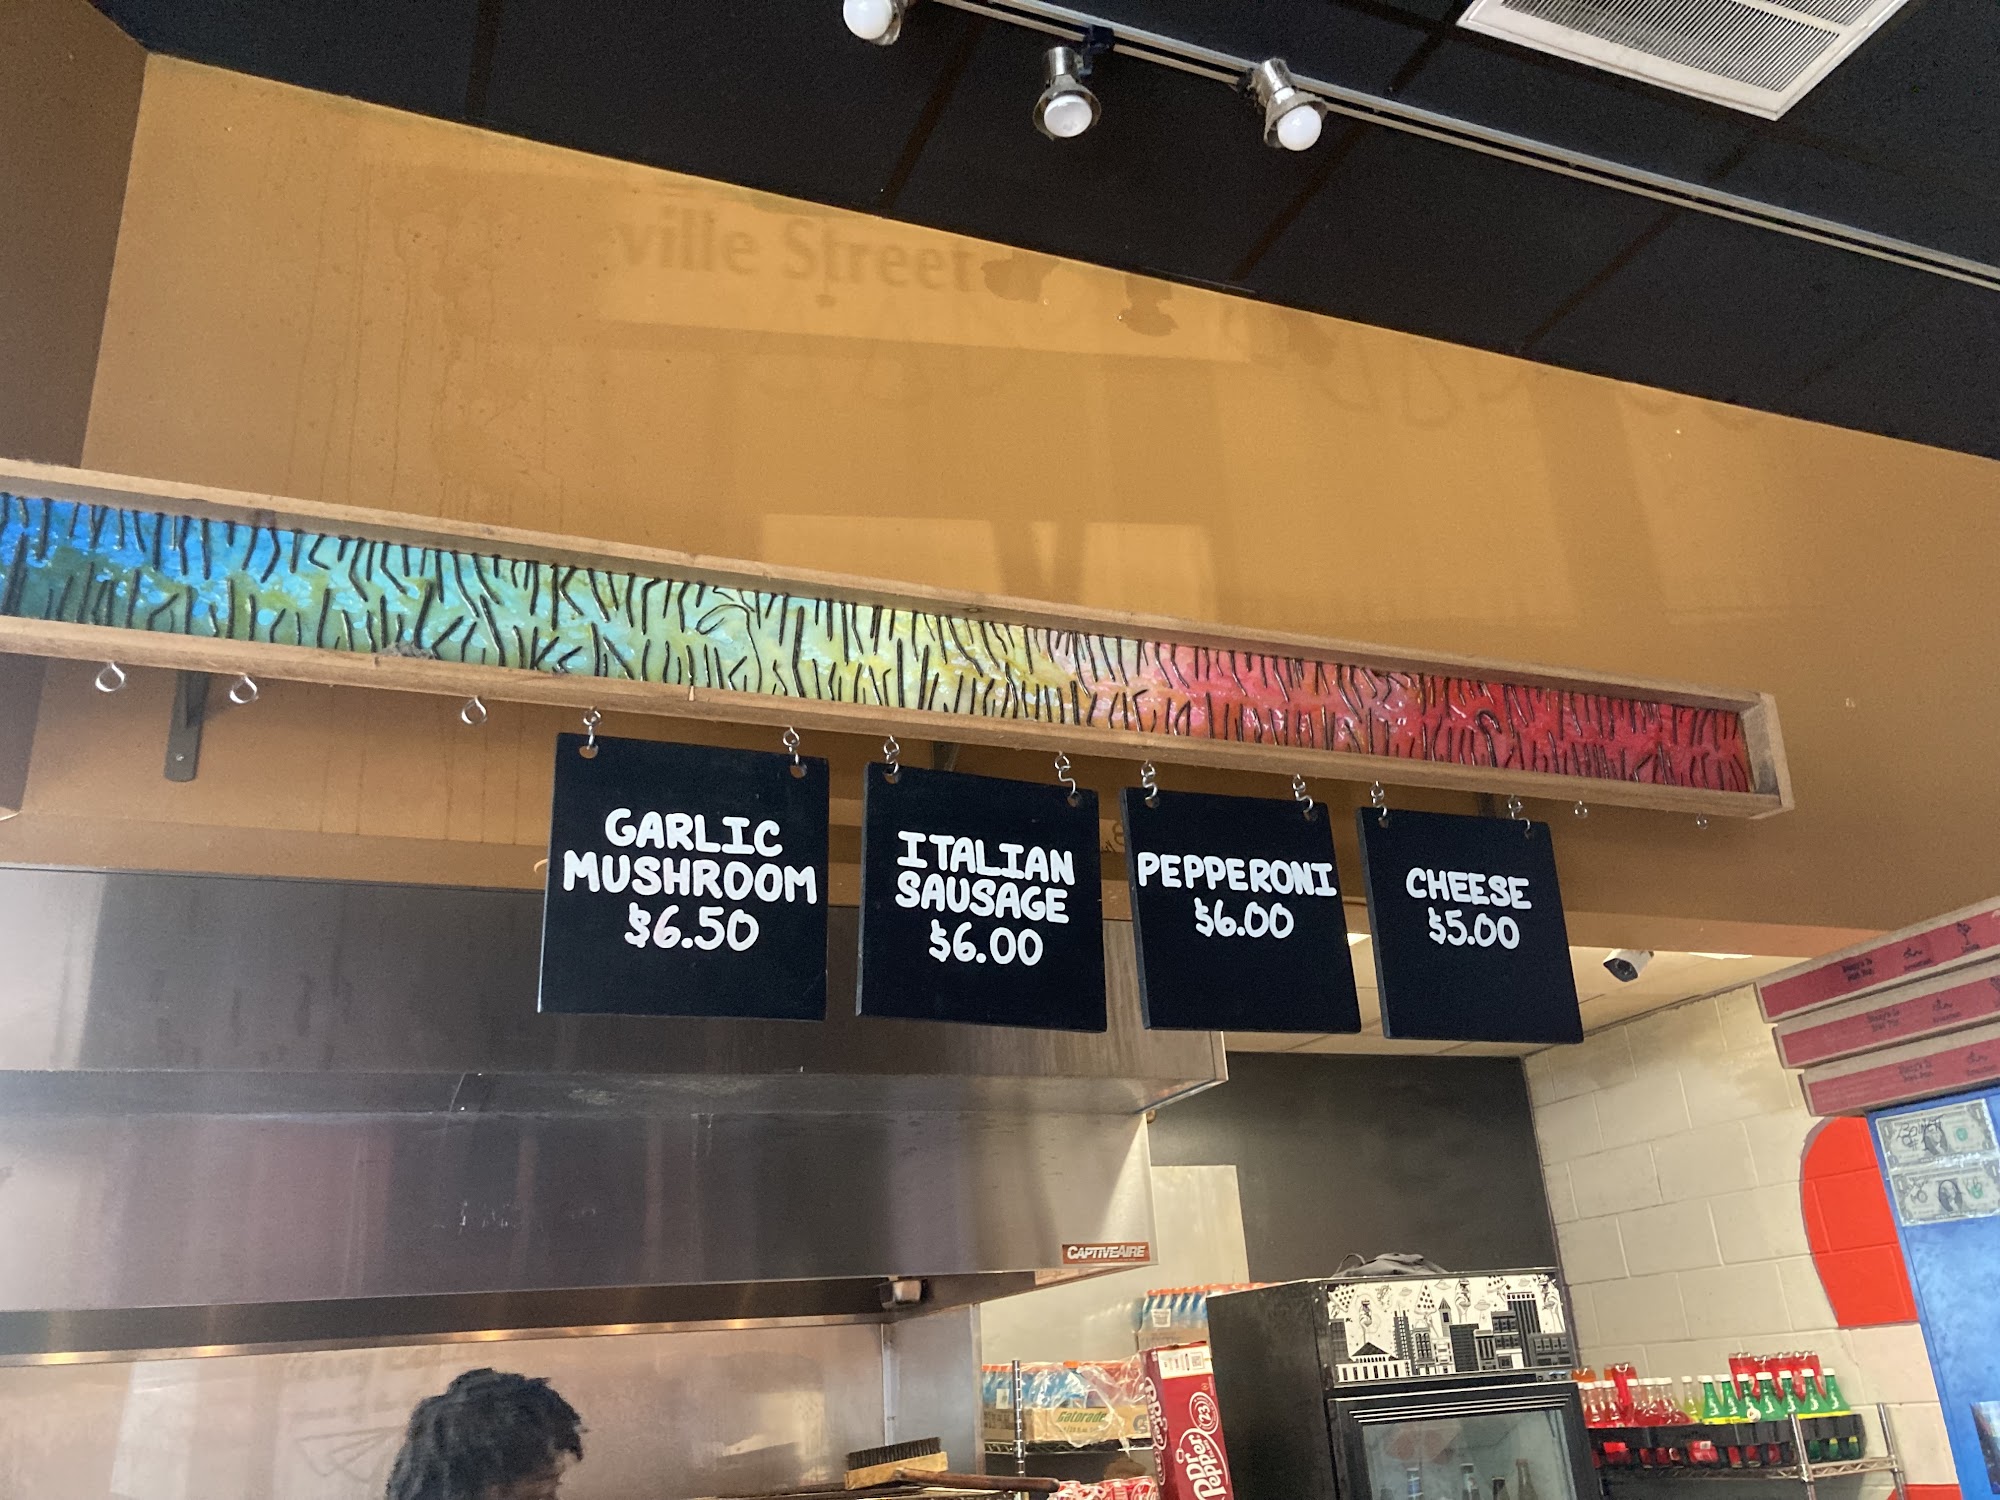 ville Street
GARLIC
MUSHROOM
$6.50
ITALIAN
SAUSAGE
$6.00
PEPPERONI
$6.00
CHEESE
$5.00
CAPTIVEAIRE
Gatorade
Dr Pepper
23